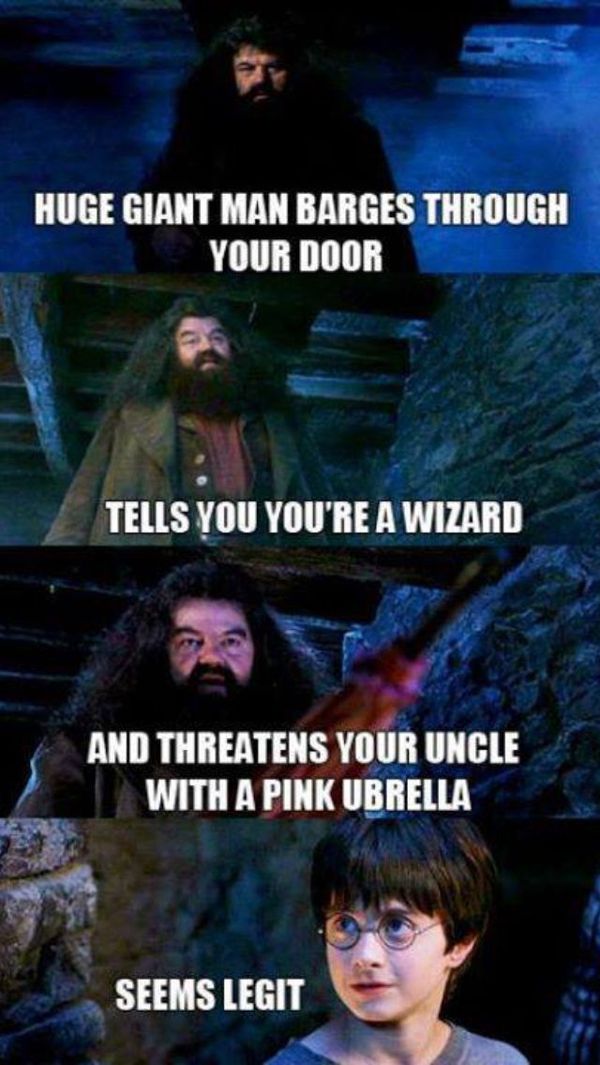 HUGE GIANT MAN BARGES THROUGH
YOUR DOOR
TELLS YOU YOU'RE A WIZARD
AND THREATENS YOUR UNCLE
WITH A PINK UBRELLA
SEEMS LEGIT